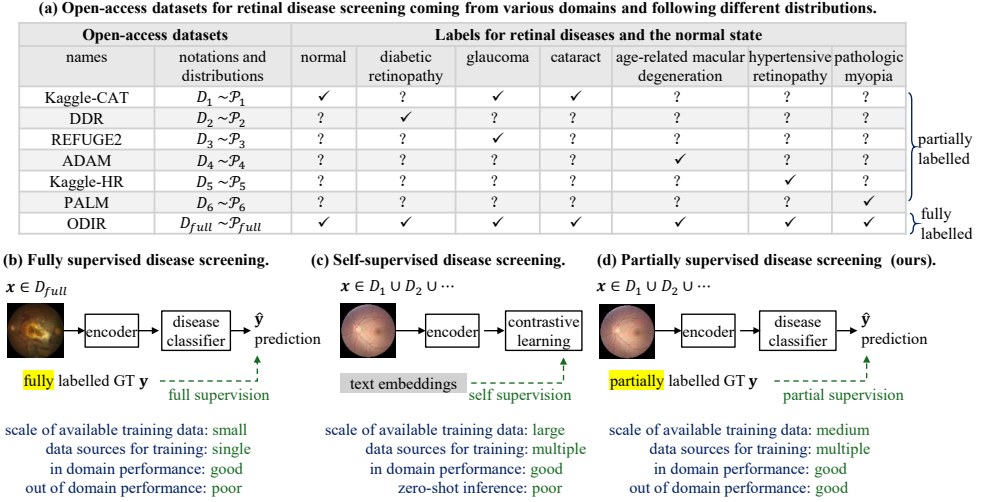 (a) Open-access datasets for retinal disease screening coming from various domains and following different distributions.
Open-access datasets Labels for retinal diseases and the normal state
names notations and distributions normal diabetic retinopathy glaucoma cataract age-related macular degeneration hypertensive retinopathy pathologic myopia
Kaggle-CAT D₁ ~𝒫₁ ✓ ? ✓ ✓ ? ? ?
DDR D₂ ~𝒫₂ ? ✓ ? ? ? ? ?
REFUGE2 D₃ ~𝒫₃ ? ? ✓ ? ? ? ?
ADAM D₄ ~𝒫₄ ? ? ? ? ✓ ? ?
Kaggle-HR D₅ ~𝒫₅ ? ? ? ? ? ✓ ?
PALM D₆ ~𝒫₆ ? ? ? ? ? ? ✓
ODIR D_full ~𝒫_full ✓ ✓ ✓ ✓ ✓ ✓ ✓
partially
labelled
fully
labelled
(b) Fully supervised disease screening.
x ∈ D_full
encoder
disease
classifier
ŷ
prediction
fully labelled GT y
full supervision
scale of available training data: small
data sources for training: single
in domain performance: good
out of domain performance: poor
(c) Self-supervised disease screening.
x ∈ D₁ ∪ D₂ ∪ ⋯
encoder
contrastive
learning
text embeddings
self supervision
scale of available training data: large
data sources for training: multiple
in domain performance: good
zero-shot inference: poor
(d) Partially supervised disease screening (ours).
x ∈ D₁ ∪ D₂ ∪ ⋯
encoder
disease
classifier
ŷ
prediction
partially labelled GT y
partial supervision
scale of available training data: medium
data sources for training: multiple
in domain performance: good
out of domain performance: good